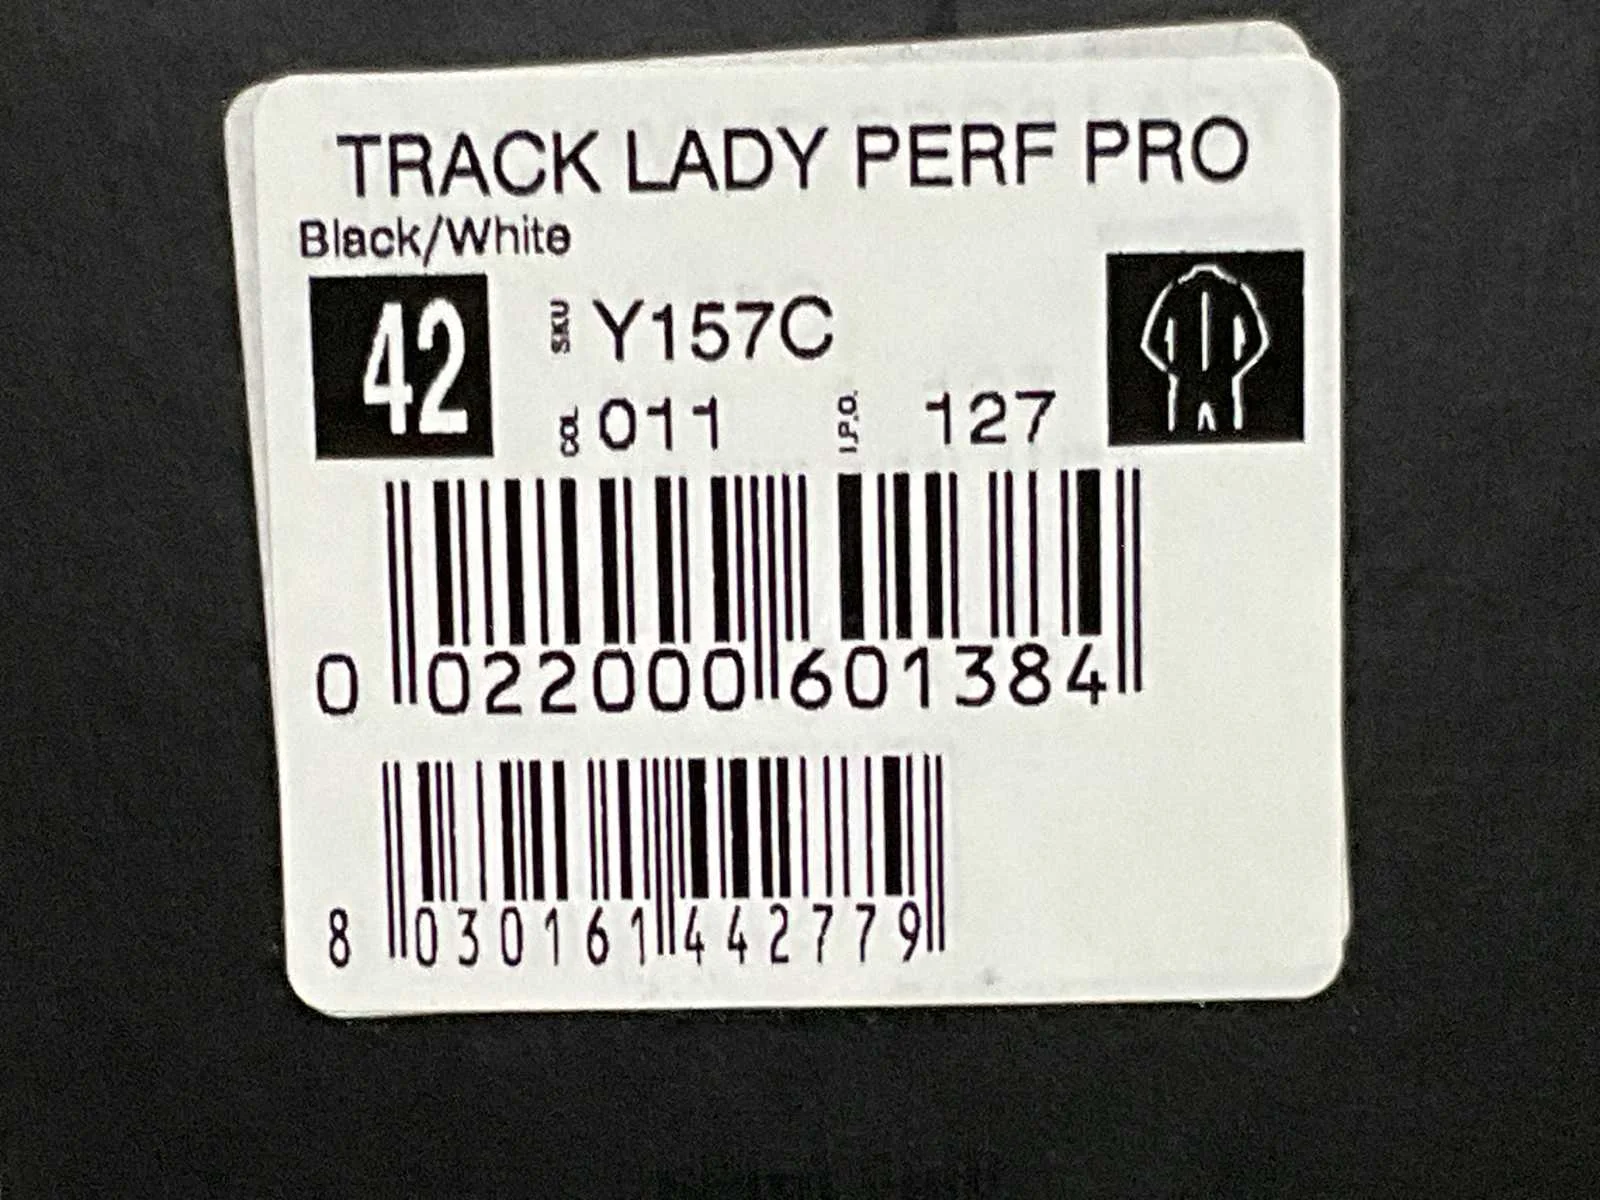 TRACK LADY PERF PRO
Black/White
42 SKU Y157C
COL 011 I.P.O. 127
0 022000 601384
8 030161 442779